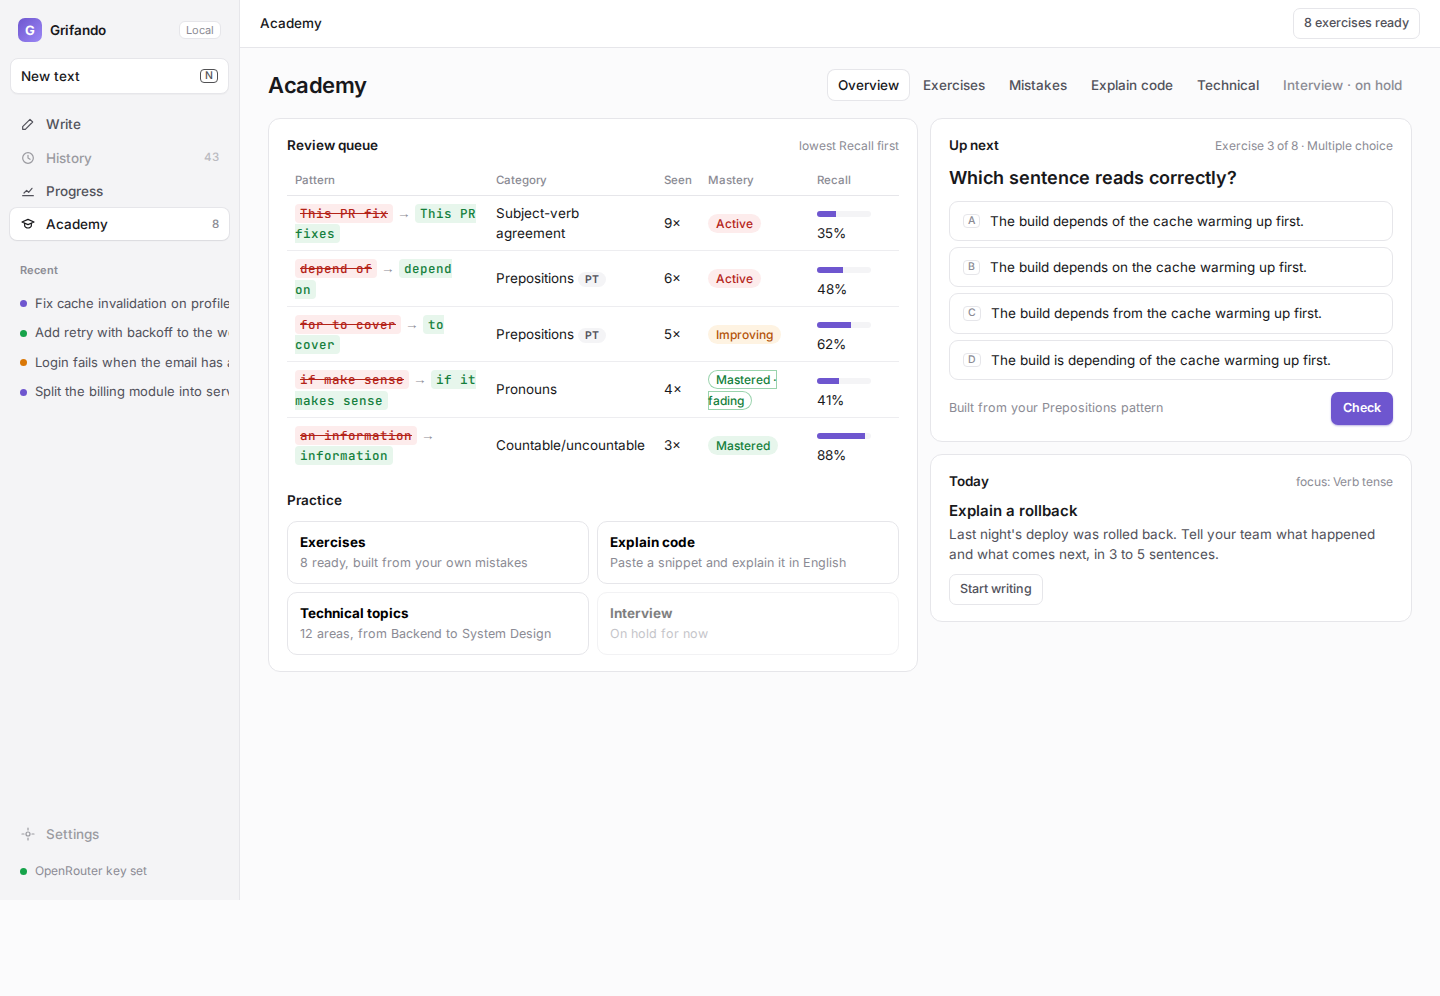 G Grifando Local
New text N
Write
History 43
Progress
Academy 8
Recent
Fix cache invalidation on profile
Add retry with backoff to the w
Login fails when the email has
Split the billing module into serv
Settings
OpenRouter key set
Academy 8 exercises ready
Academy
Overview Exercises Mistakes Explain code Technical Interview · on hold
Review queue lowest Recall first
Pattern Category Seen Mastery Recall
This PR fix → This PR
fixes
Subject-verb
agreement
9×
Active
35%
depend of → depend
on
Prepositions PT
6×
Active
48%
for to cover → to
cover
Prepositions PT
5×
Improving
62%
if make sense → if it
makes sense
Pronouns
4×
Mastered ·
fading
41%
an information →
information
Countable/uncountable
3×
Mastered
88%
Practice
Exercises
8 ready, built from your own mistakes
Explain code
Paste a snippet and explain it in English
Technical topics
12 areas, from Backend to System Design
Interview
On hold for now
Up next Exercise 3 of 8 · Multiple choice
Which sentence reads correctly?
A The build depends of the cache warming up first.
B The build depends on the cache warming up first.
C The build depends from the cache warming up first.
D The build is depending of the cache warming up first.
Built from your Prepositions pattern Check
Today focus: Verb tense
Explain a rollback
Last night's deploy was rolled back. Tell your team what happened
and what comes next, in 3 to 5 sentences.
Start writing